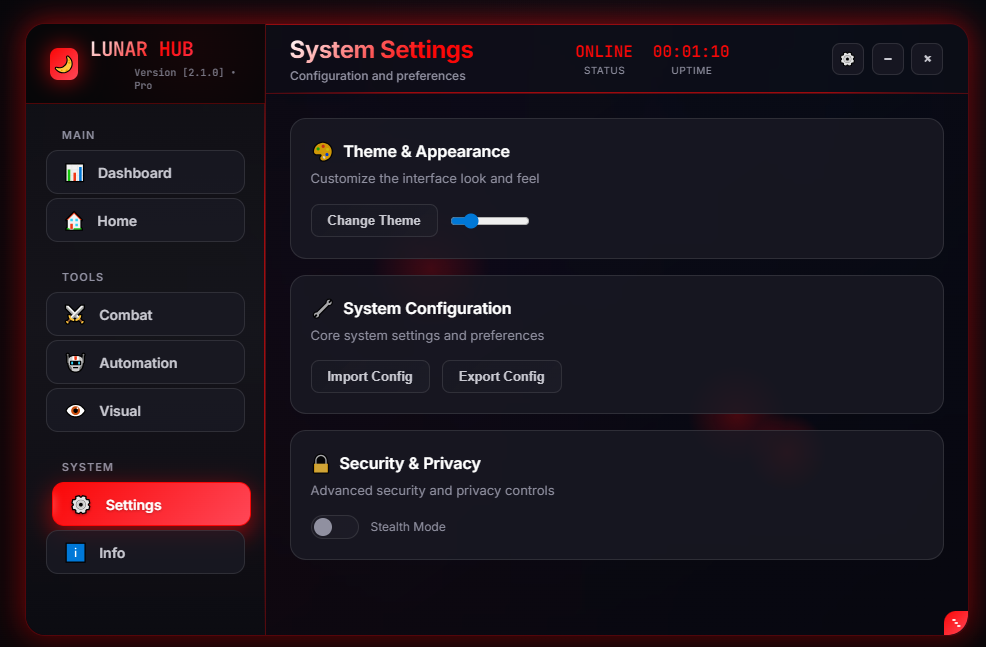 LUNAR HUB
Version [2.1.0] •
Pro
MAIN
Dashboard
Home
TOOLS
Combat
Automation
Visual
SYSTEM
Settings
Info
System Settings
Configuration and preferences
ONLINE
STATUS
00:01:10
UPTIME
Theme & Appearance
Customize the interface look and feel
Change Theme
System Configuration
Core system settings and preferences
Import Config
Export Config
Security & Privacy
Advanced security and privacy controls
Stealth Mode